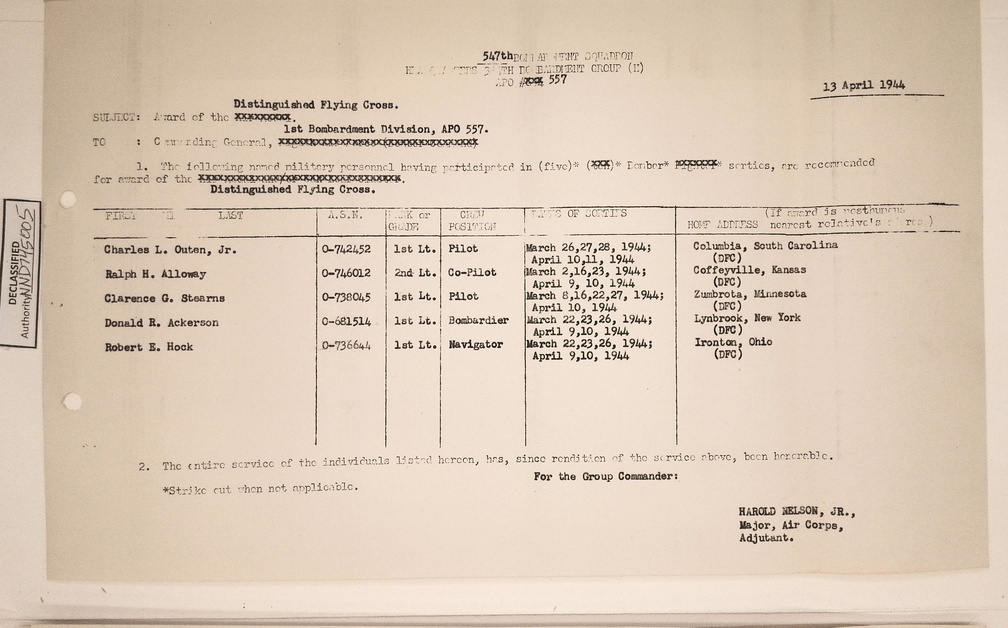 547th BOMBARDMENT SQUADRON
HEADQUARTERS 384TH BOMBARDMENT GROUP (H)
APO #xxx 557
13 April 1944
Distinguished Flying Cross.
SUBJECT: Award of the xxxxxxxxx.
1st Bombardment Division, APO 557.
TO : Commanding General,
1. The following named military personnel having participated in (five)* (xxx)* Bomber* xxxxxxx* sorties, are recommended
for award of the
Distinguished Flying Cross.
FIRST MI LAST A.S.N. RANK or GRADE CREW POSITION DATES OF SORTIES HOME ADDRESS (If award is posthumous nearest relative's address.)
Charles L. Outen, Jr. O-742452 1st Lt. Pilot March 26,27,28, 1944; Columbia, South Carolina
April 10,11, 1944 (DFC)
Ralph H. Alloway O-746012 2nd Lt. Co-Pilot March 2,16,23, 1944; Coffeyville, Kansas
April 9, 10, 1944 (DFC)
Clarence G. Stearns O-738045 1st Lt. Pilot March 8,16,22,27, 1944; Zumbrota, Minnesota
April 10, 1944 (DFC)
Donald R. Ackerson O-681514 1st Lt. Bombardier March 22,23,26, 1944; Lynbrook, New York
April 9,10, 1944 (DFC)
Robert E. Hock O-736644 1st Lt. Navigator March 22,23,26, 1944; Ironton, Ohio
April 9,10, 1944 (DFC)
2. The entire service of the individuals listed hereon, has, since rendition of the service above, been honorable.
For the Group Commander:
*Strike out when not applicable.
HAROLD NELSON, JR.,
Major, Air Corps,
Adjutant.
DECLASSIFIED
Authority NND745005